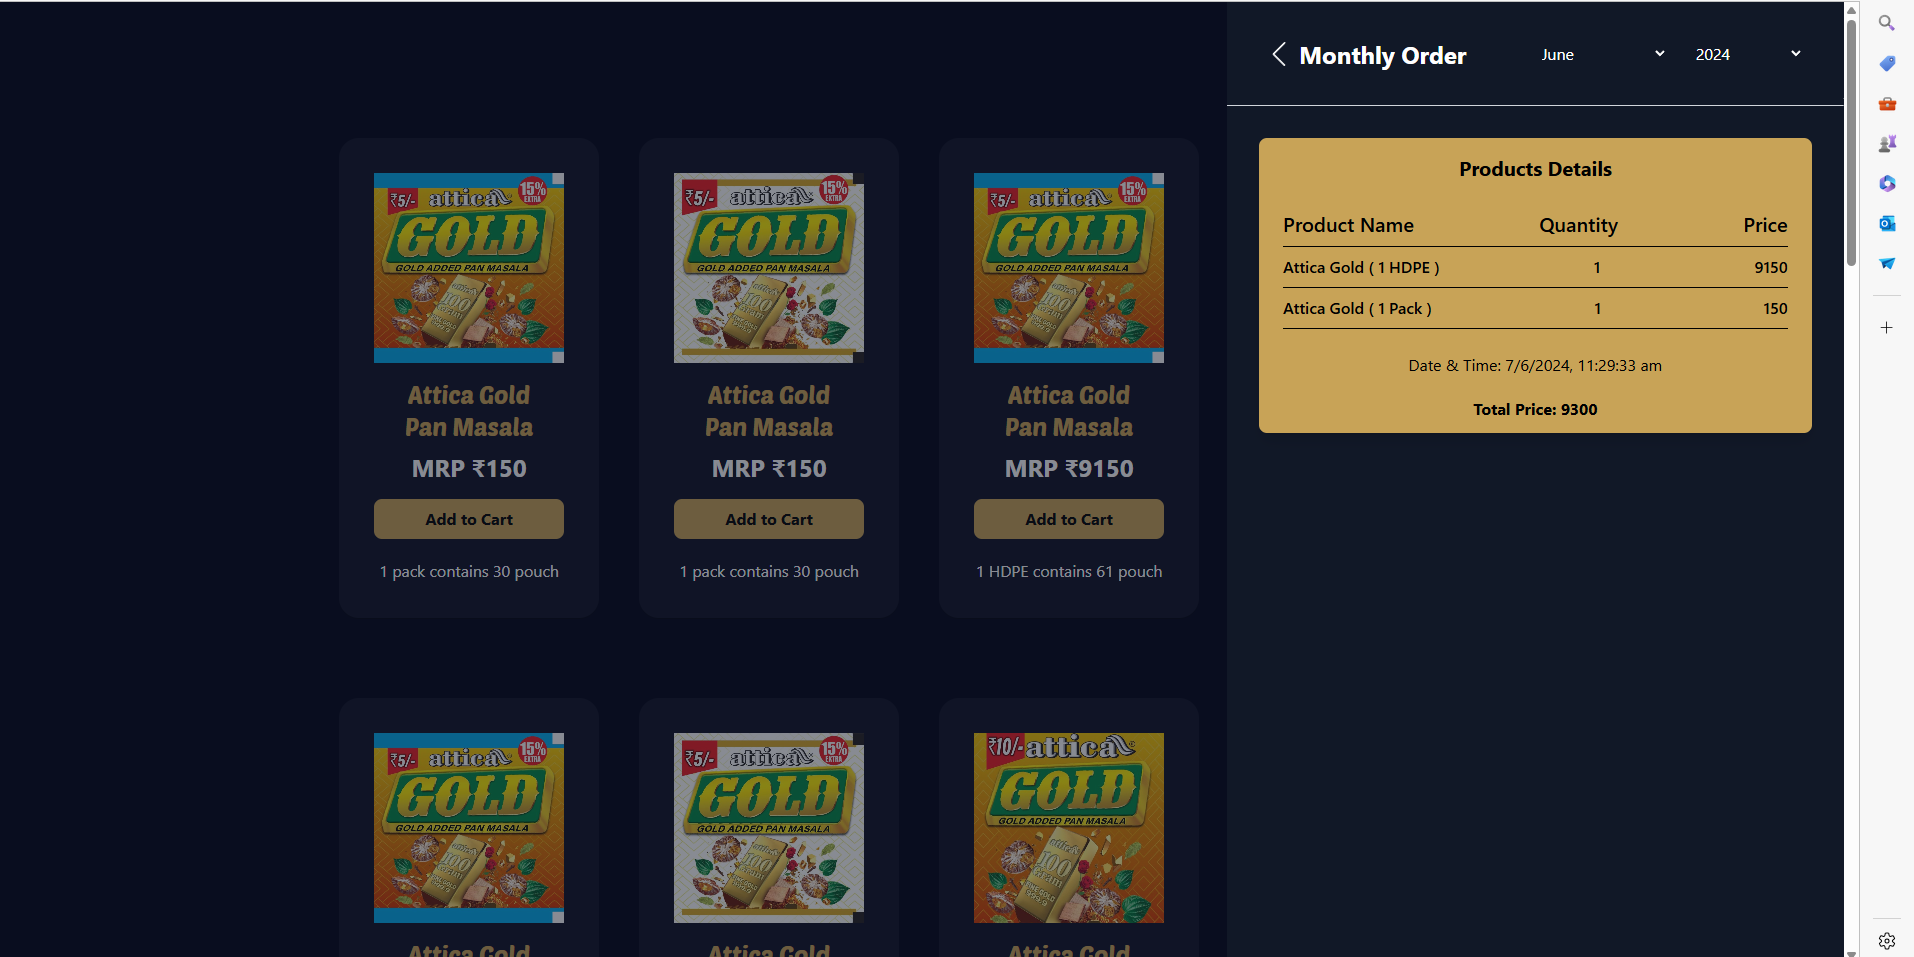 Monthly Order
June
2024
Products Details
Product Name Quantity Price
Attica Gold ( 1 HDPE ) 1 9150
Attica Gold ( 1 Pack ) 1 150
Date & Time: 7/6/2024, 11:29:33 am
Total Price: 9300
₹5/- attica 15% EXTRA
GOLD
GOLD ADDED PAN MASALA
Attica Gold
Pan Masala
MRP ₹150
Add to Cart
1 pack contains 30 pouch
₹5/- attica 15% EXTRA
GOLD
GOLD ADDED PAN MASALA
Attica Gold
Pan Masala
MRP ₹150
Add to Cart
1 pack contains 30 pouch
₹5/- attica 15% EXTRA
GOLD
GOLD ADDED PAN MASALA
Attica Gold
Pan Masala
MRP ₹9150
Add to Cart
1 HDPE contains 61 pouch
₹5/- attica 15% EXTRA
GOLD
GOLD ADDED PAN MASALA
Attica Gold
₹5/- attica 15% EXTRA
GOLD
GOLD ADDED PAN MASALA
Attica Gold
₹10/- attica
GOLD
GOLD ADDED PAN MASALA
Attica Gold